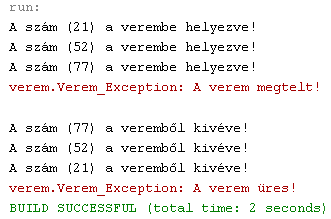 run:
A szám (21) a verembe helyezve!
A szám (52) a verembe helyezve!
A szám (77) a verembe helyezve!
verem.Verem_Exception: A verem megtelt!
A szám (77) a veremből kivéve!
A szám (52) a veremből kivéve!
A szám (21) a veremből kivéve!
verem.Verem_Exception: A verem üres!
BUILD SUCCESSFUL (total time: 2 seconds)